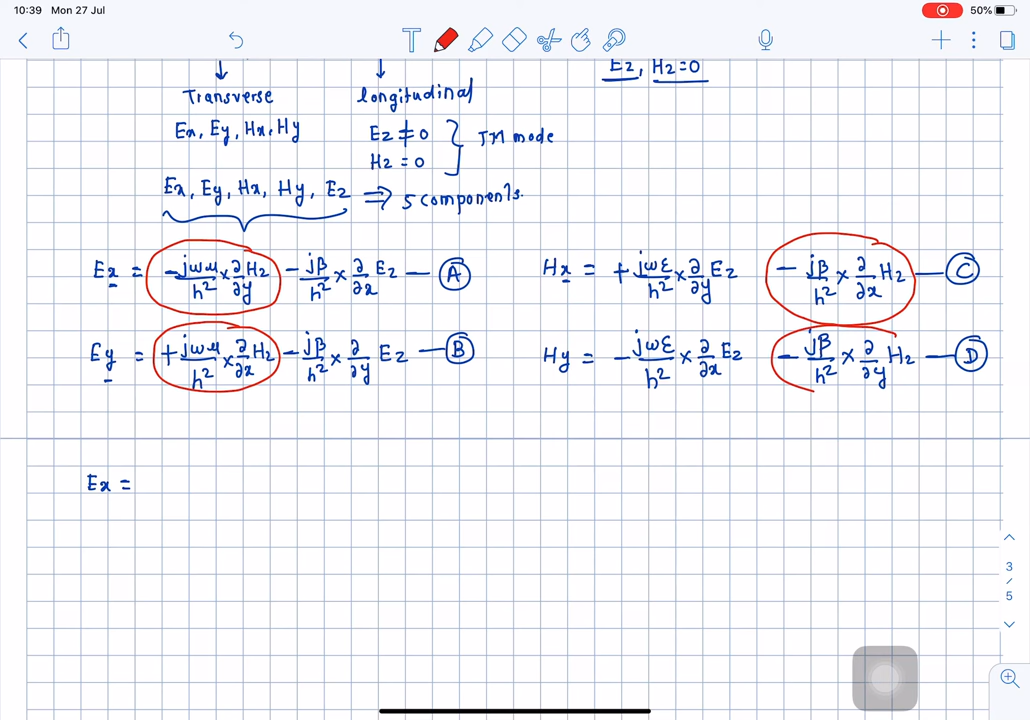 10:39 Mon 27 Jul
50%
Ez, Hz=0
Transverse
Longitudinal
Ex, Ey, Hx, Hy
Ez ≠ 0
Hz = 0
TM mode
Ex, Ey, Hx, Hy, Ez ⇒ 5 components.
Ex = -jωμ/h² × ∂/∂y Hz - jβ/h² × ∂/∂x Ez — (A)
Hx = +jωε/h² × ∂/∂y Ez - jβ/h² × ∂/∂x Hz — (C)
Ey = +jωμ/h² × ∂/∂x Hz - jβ/h² × ∂/∂y Ez — (B)
Hy = -jωε/h² × ∂/∂x Ez - jβ/h² × ∂/∂y Hz — (D)
Ex =
3
/
5